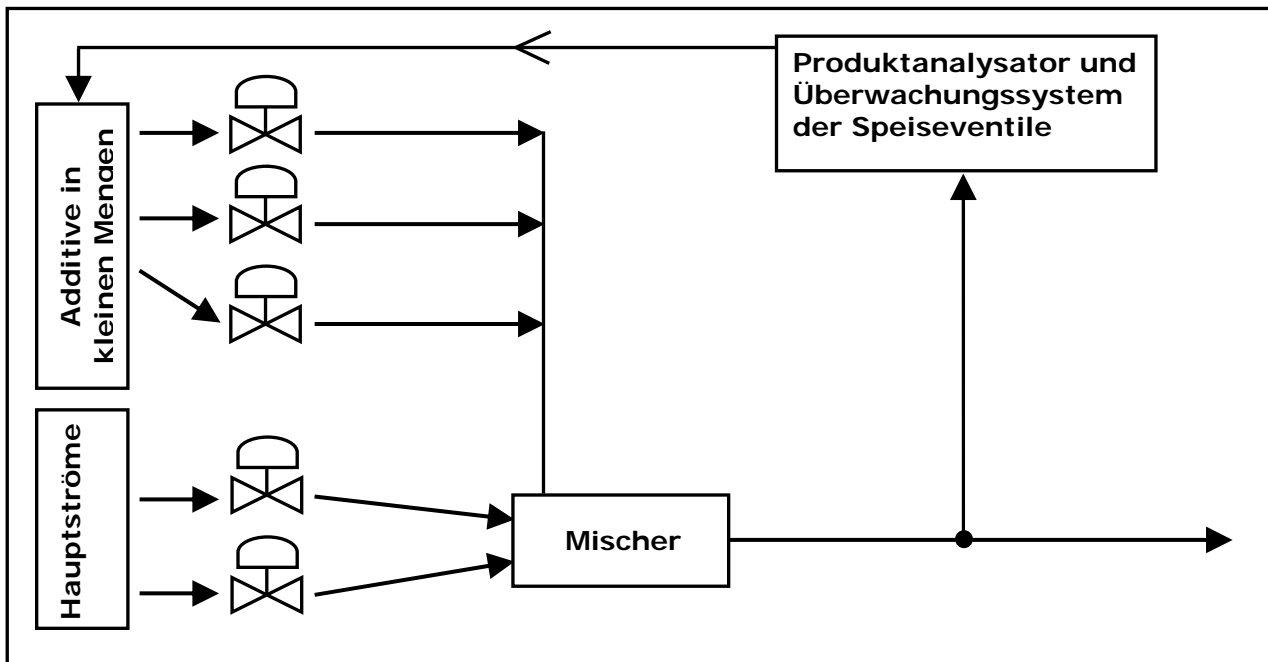 Produktanalysator und
Überwachungssystem
der Speiseventile
Additive in
kleinen Mengen
Hauptströme
Mischer